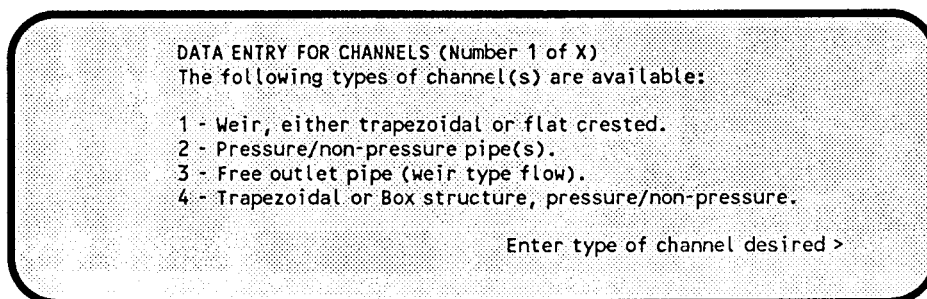 DATA ENTRY FOR CHANNELS (Number 1 of X)
The following types of channel(s) are available:
1 - Weir, either trapezoidal or flat crested.
2 - Pressure/non-pressure pipe(s).
3 - Free outlet pipe (weir type flow).
4 - Trapezoidal or Box structure, pressure/non-pressure.
Enter type of channel desired >